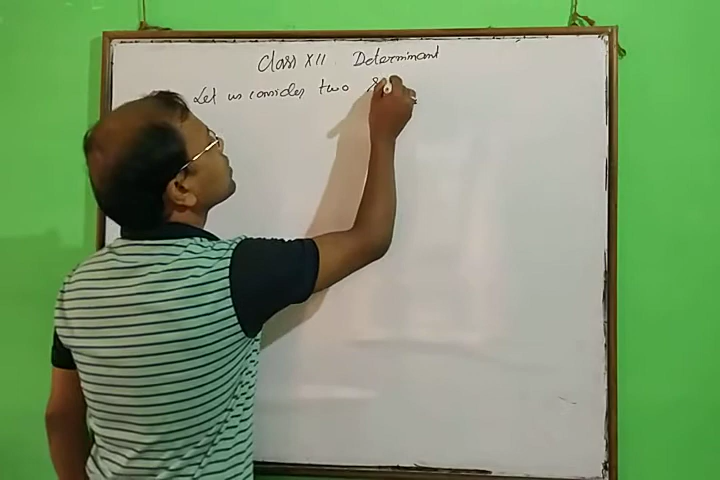 Class XII. Determinant
Let us consider two